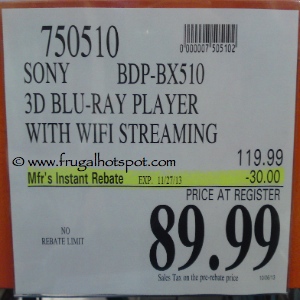 750510
0000007505102
SONY BDP-BX510
3D BLU-RAY PLAYER
WITH WIFI STREAMING
www.frugalhotspot.com
119.99
Mfr's Instant Rebate EXP. 11/27/13 -30.00
PRICE AT REGISTER
NO
REBATE LIMIT
89.99
Sales Tax on the pre-rebate price